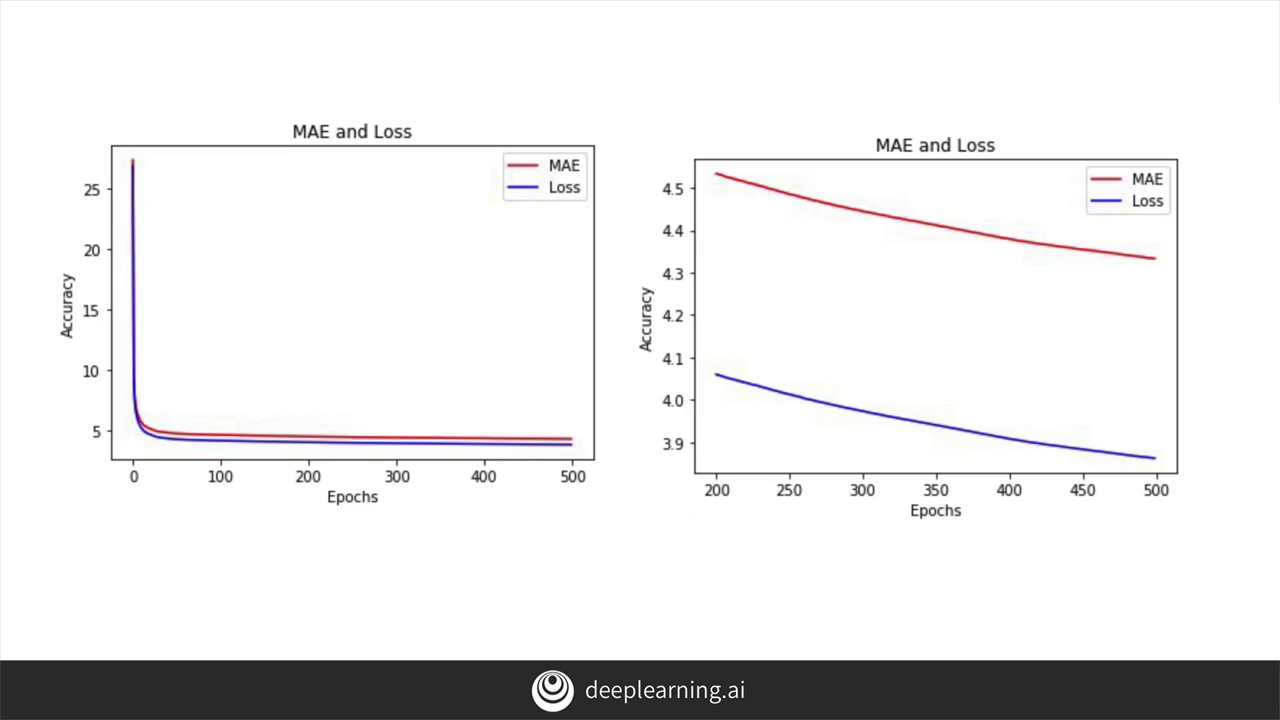 MAE and Loss
MAE
Loss
25
20
15
10
5
Accuracy
0 100 200 300 400 500
Epochs
MAE and Loss
MAE
Loss
4.5
4.4
4.3
4.2
4.1
4.0
3.9
Accuracy
200 250 300 350 400 450 500
Epochs
deeplearning.ai